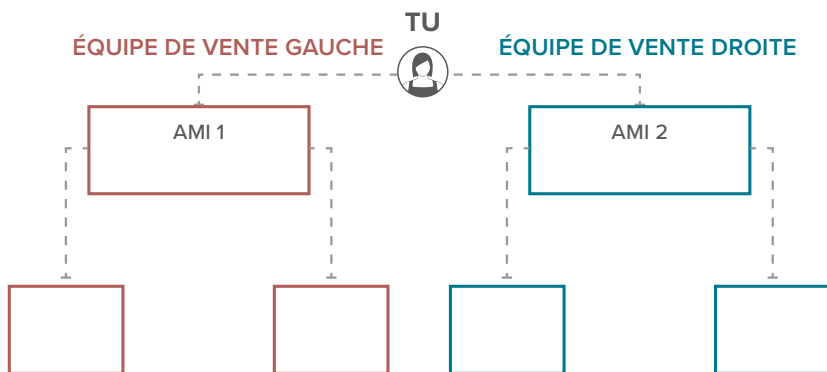 TU
ÉQUIPE DE VENTE GAUCHE
ÉQUIPE DE VENTE DROITE
AMI 1
AMI 2